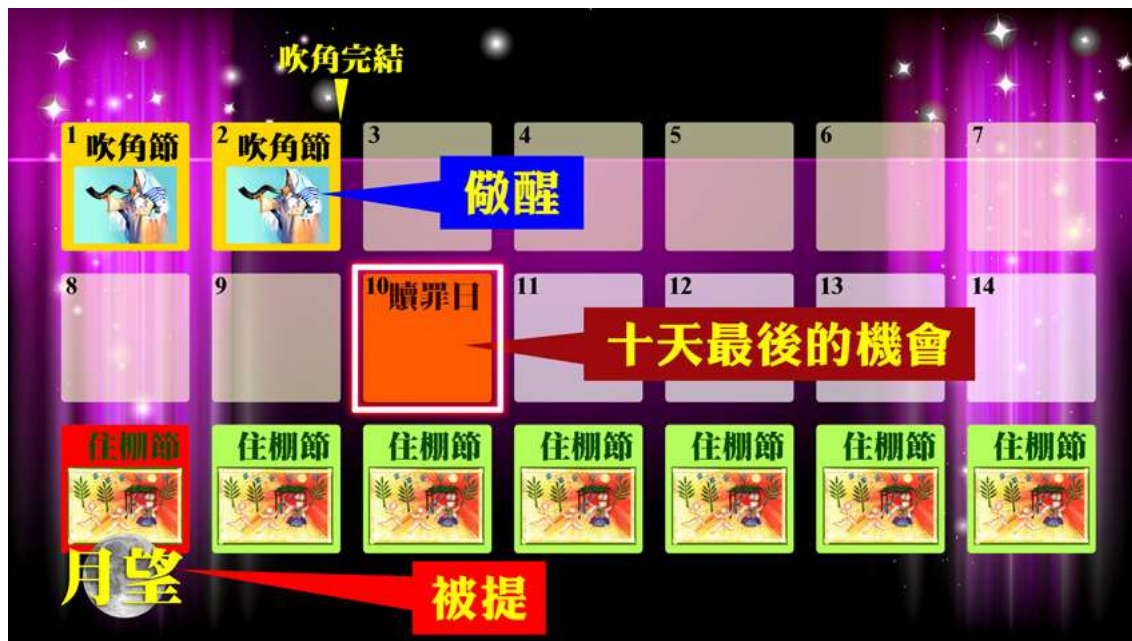 吹角完結
1 吹角節
2 吹角節
3
4
5
6
7
儆醒
8
9
10 贖罪日
11
12
13
14
十天最後的機會
住棚節
住棚節
住棚節
住棚節
住棚節
住棚節
住棚節
月望
被提